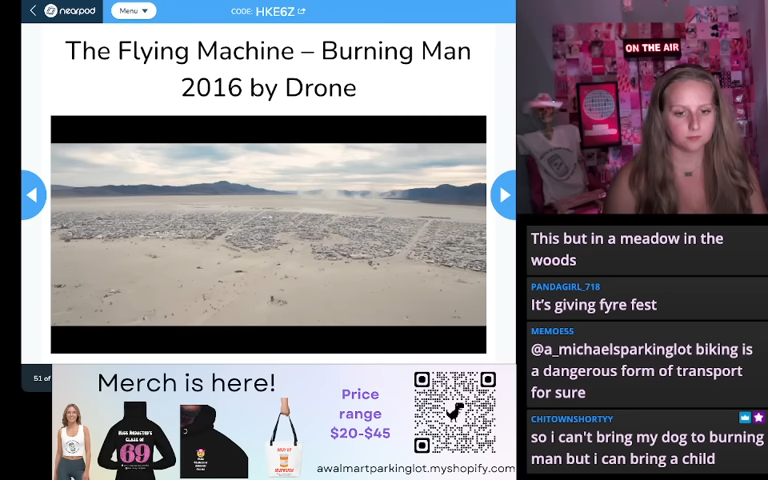 nearpod
Menu
CODE: HKE6Z
The Flying Machine – Burning Man
2016 by Drone
ON THE AIR
This but in a meadow in the
woods
PANDAGIRL_718
It's giving fyre fest
MEMOESS
@a_michaelsparkinglot biking is
a dangerous form of transport
for sure
CHITOWNSHORTYY
so i can't bring my dog to burning
man but i can bring a child
51 of
Merch is here!
Price
range
$20-$45
CLASS OF
69
awalmartparkinglot.myshopify.com